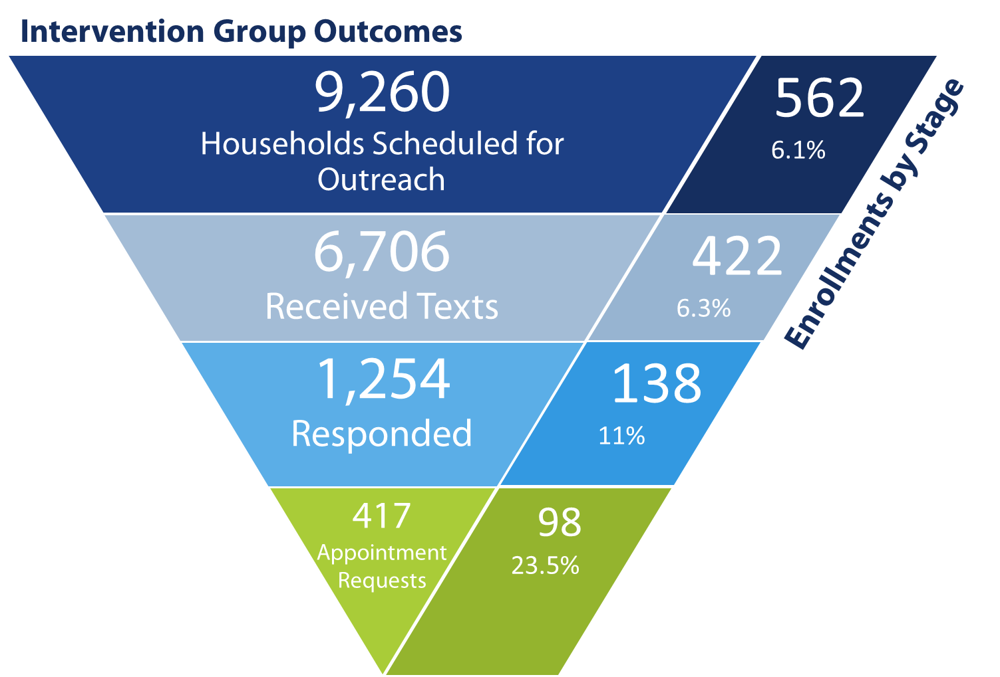 Intervention Group Outcomes
9,260
Households Scheduled for
Outreach
562
6.1%
6,706
Received Texts
422
6.3%
1,254
Responded
138
11%
417
Appointment
Requests
98
23.5%
Enrollments by Stage